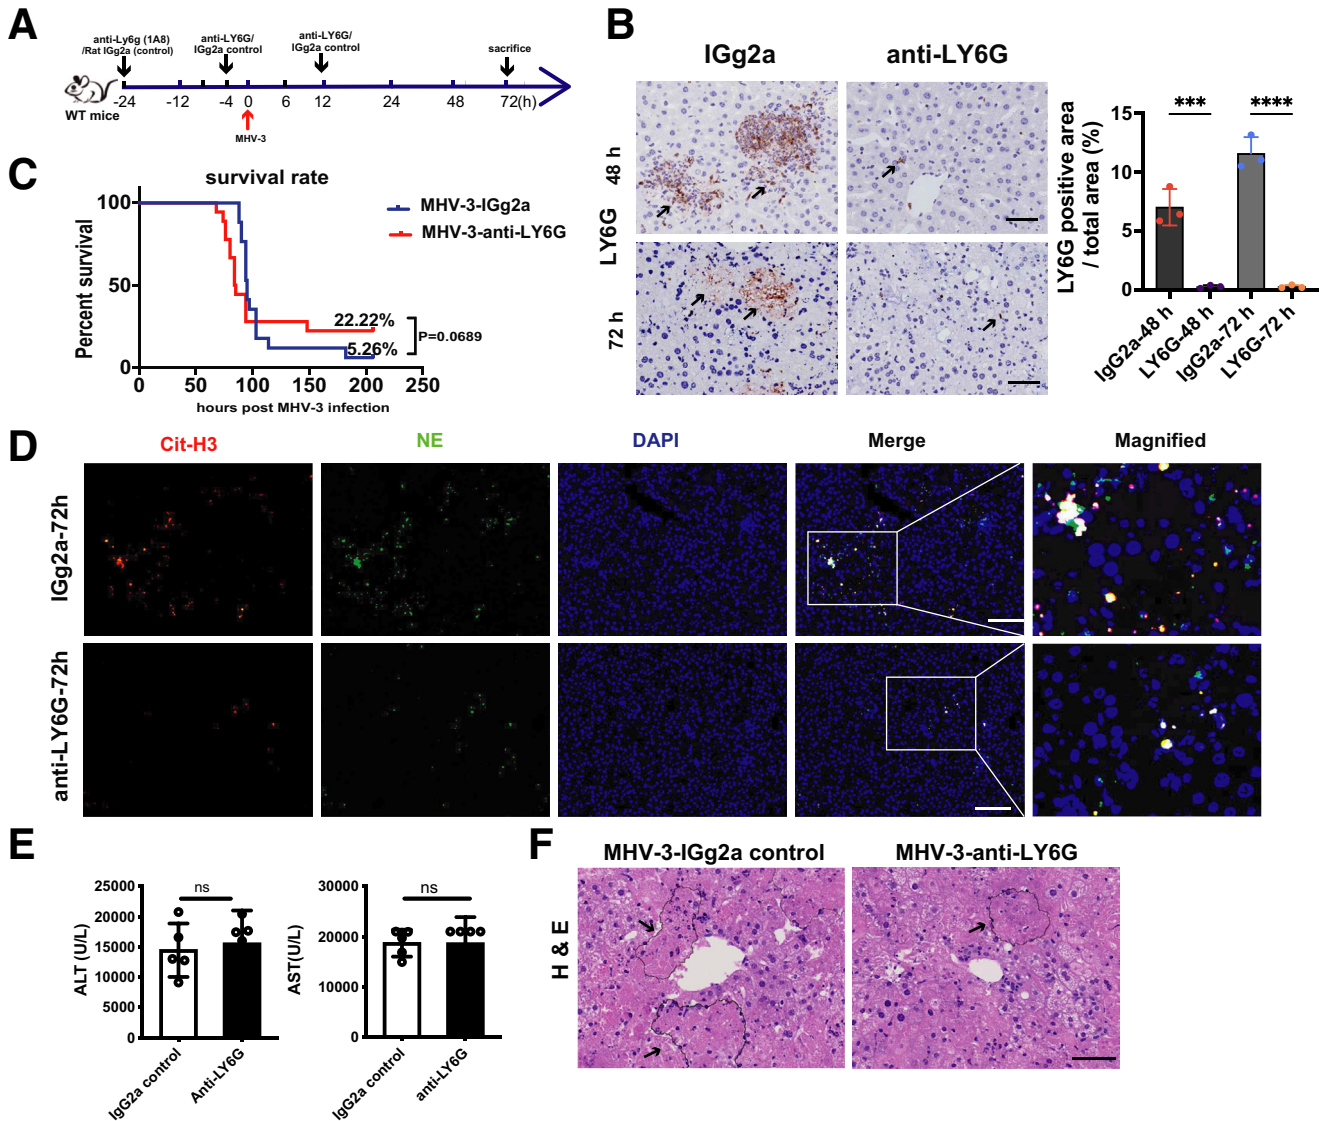 A
anti-Ly6g (1A8)
/Rat IGg2a (control)
anti-LY6G/
IGg2a control
anti-LY6G/
IGg2a control
sacrifice
-24
-12
-4
0
6
12
24
48
72(h)
WT mice
MHV-3
B
IGg2a
anti-LY6G
LY6G
48 h
72 h
LY6G positive area
/ total area (%)
15
10
5
0
***
****
IgG2a-48 h
LY6G-48 h
IgG2a-72 h
LY6G-72 h
C
survival rate
Percent survival
100
50
0
0
50
100
150
200
250
hours post MHV-3 infection
MHV-3-IGg2a
MHV-3-anti-LY6G
22.22%
5.26%
P=0.0689
D
Cit-H3
NE
DAPI
Merge
Magnified
IGg2a-72h
anti-LY6G-72h
E
ALT (U/L)
25000
20000
15000
10000
5000
0
ns
IgG2a control
Anti-LY6G
AST(U/L)
30000
20000
10000
0
ns
IgG2a control
anti-LY6G
F
MHV-3-IGg2a control
MHV-3-anti-LY6G
H & E